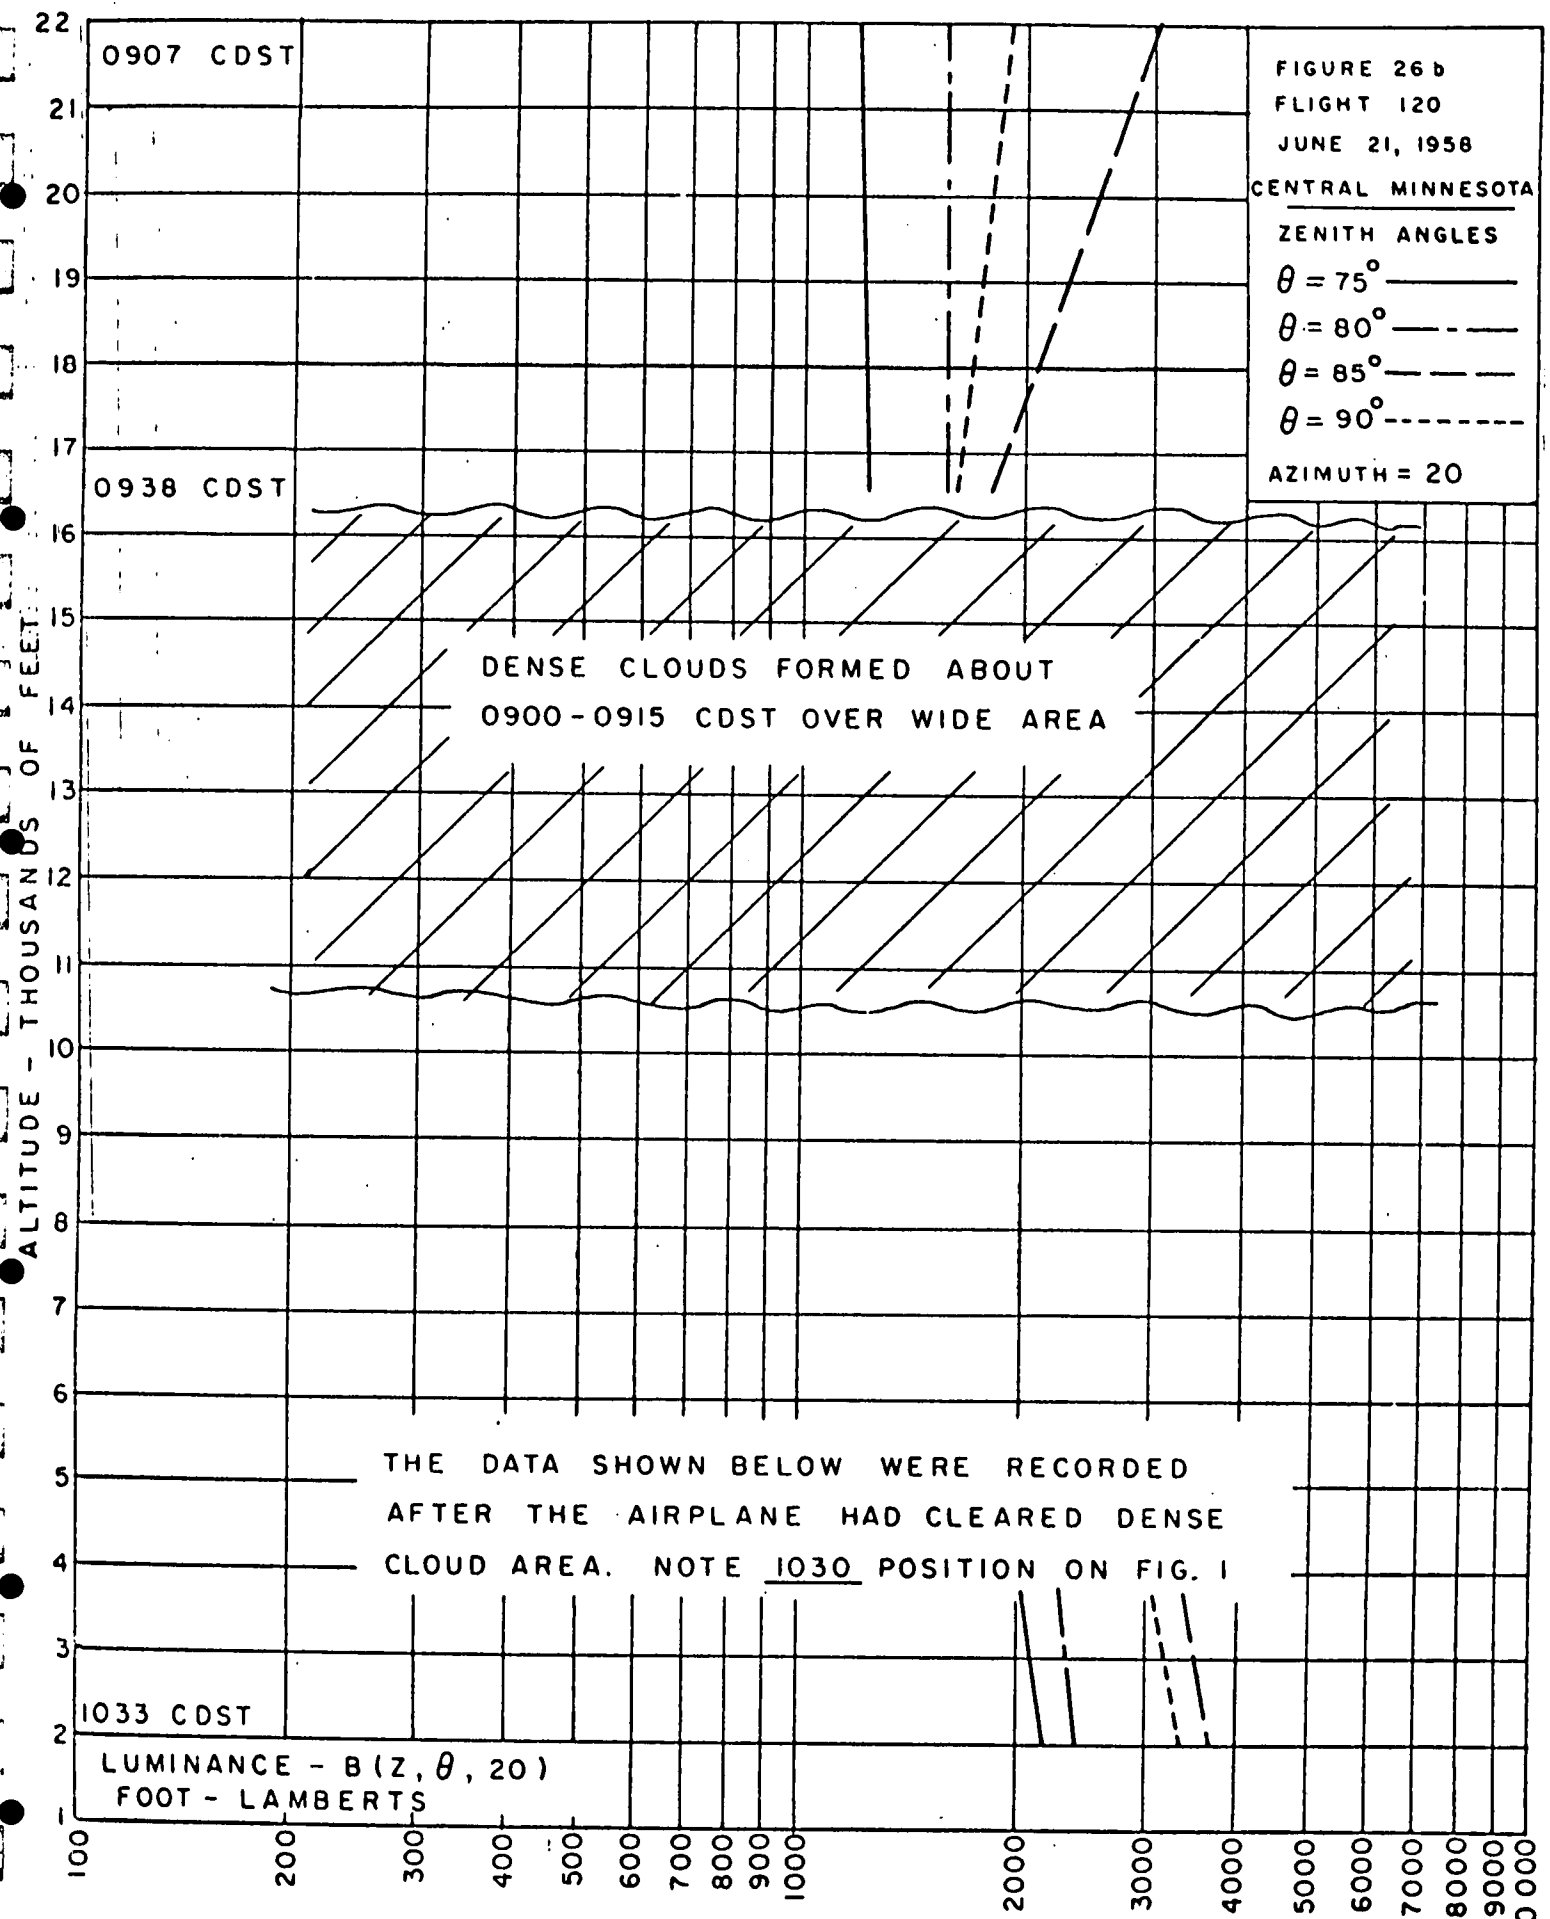 22
0907 CDST
FIGURE 26 b
FLIGHT 120
JUNE 21, 1958
CENTRAL MINNESOTA
ZENITH ANGLES
θ = 75°
θ = 80°
θ = 85°
θ = 90°
AZIMUTH = 20
21
20
19
18
17
0938 CDST
16
15
DENSE CLOUDS FORMED ABOUT
0900-0915 CDST OVER WIDE AREA
14
13
12
11
10
9
8
7
6
5
4
3
2
1
ALTITUDE - THOUSANDS OF FEET
THE DATA SHOWN BELOW WERE RECORDED
AFTER THE AIRPLANE HAD CLEARED DENSE
CLOUD AREA. NOTE 1030 POSITION ON FIG. 1
1033 CDST
LUMINANCE - B(Z, θ, 20)
FOOT - LAMBERTS
100
200
300
400
500
600
700
800
900
1000
2000
3000
4000
5000
6000
7000
8000
9000